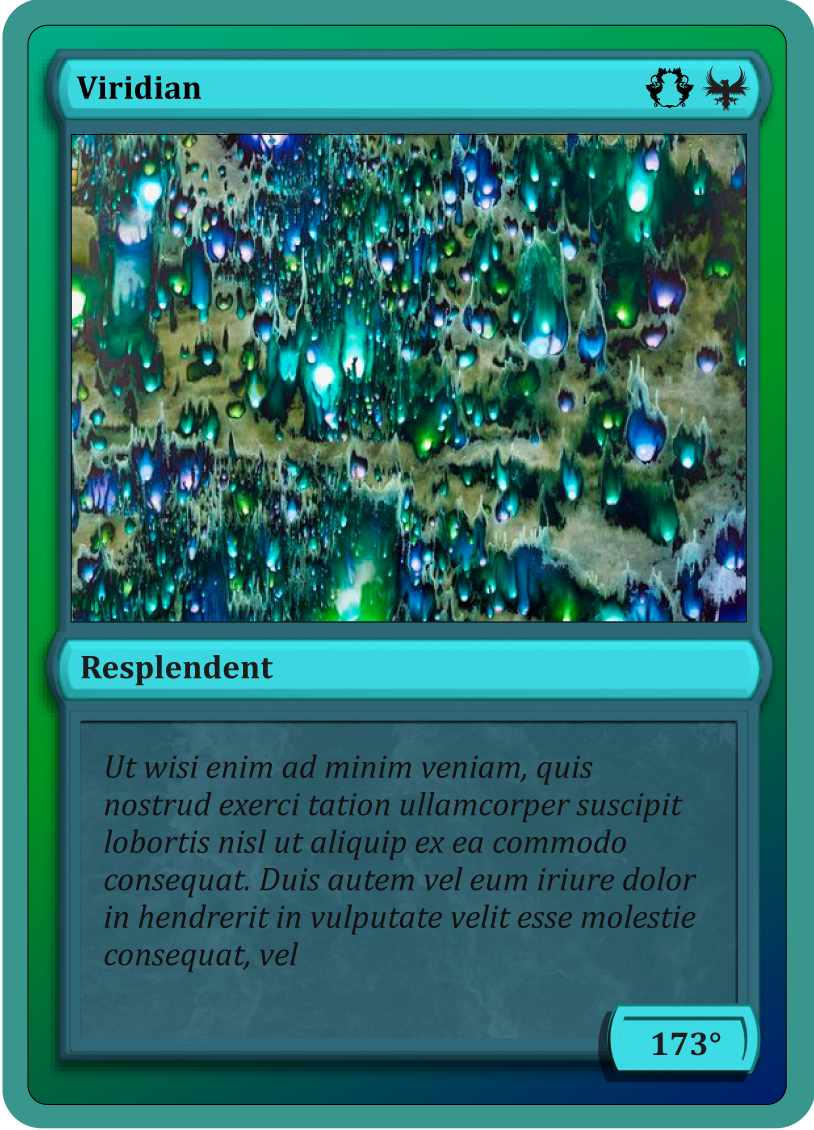 Viridian
Resplendent
Ut wisi enim ad minim veniam, quis
nostrud exerci tation ullamcorper suscipit
lobortis nisl ut aliquip ex ea commodo
consequat. Duis autem vel eum iriure dolor
in hendrerit in vulputate velit esse molestie
consequat, vel
173°